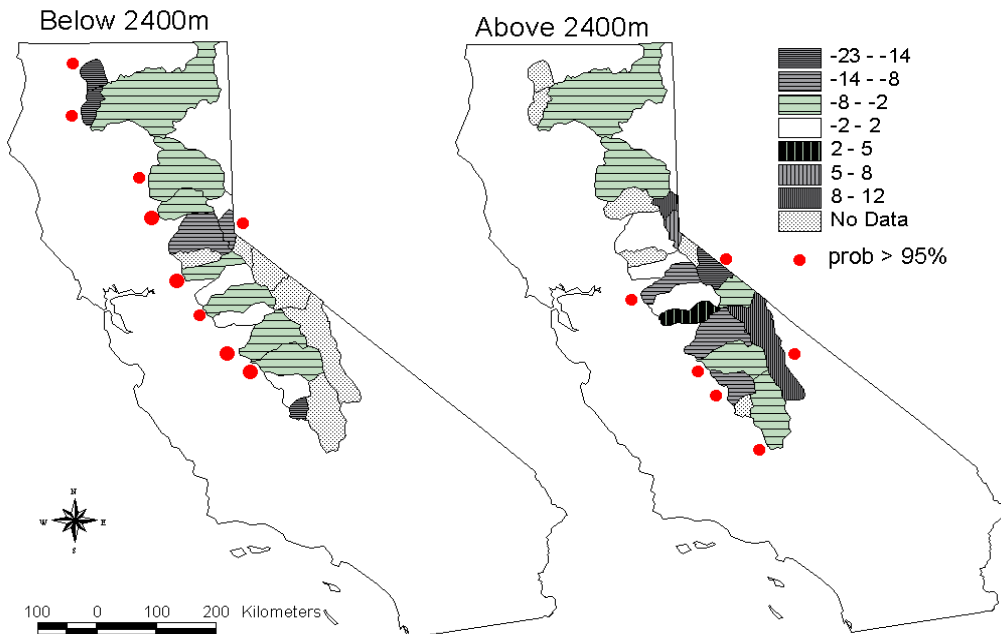 Below 2400m
Above 2400m
-23 - -14
-14 - -8
-8 - -2
-2 - 2
2 - 5
5 - 8
8 - 12
No Data
prob > 95%
N
W E
S
100 0 100 200 Kilometers